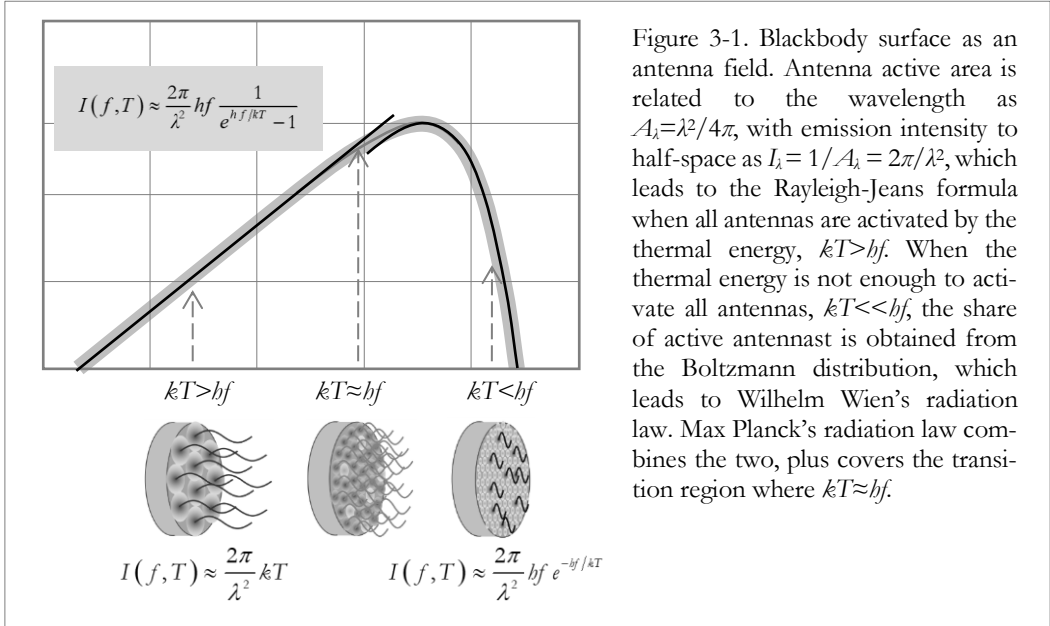 I(f,T) ≈ 2π/λ² hf 1/(e^{hf/kT} − 1)
kT>hf kT≈hf kT<hf
I(f,T) ≈ 2π/λ² kT I(f,T) ≈ 2π/λ² hf e^{−hf/kT}
Figure 3-1. Blackbody surface as an
antenna field. Antenna active area is
related to the wavelength as
A_λ=λ²/4π, with emission intensity to
half-space as I_λ = 1/A_λ = 2π/λ², which
leads to the Rayleigh-Jeans formula
when all antennas are activated by the
thermal energy, kT>hf. When the
thermal energy is not enough to acti-
vate all antennas, kT<<hf, the share
of active antennast is obtained from
the Boltzmann distribution, which
leads to Wilhelm Wien’s radiation
law. Max Planck’s radiation law com-
bines the two, plus covers the transi-
tion region where kT≈hf.